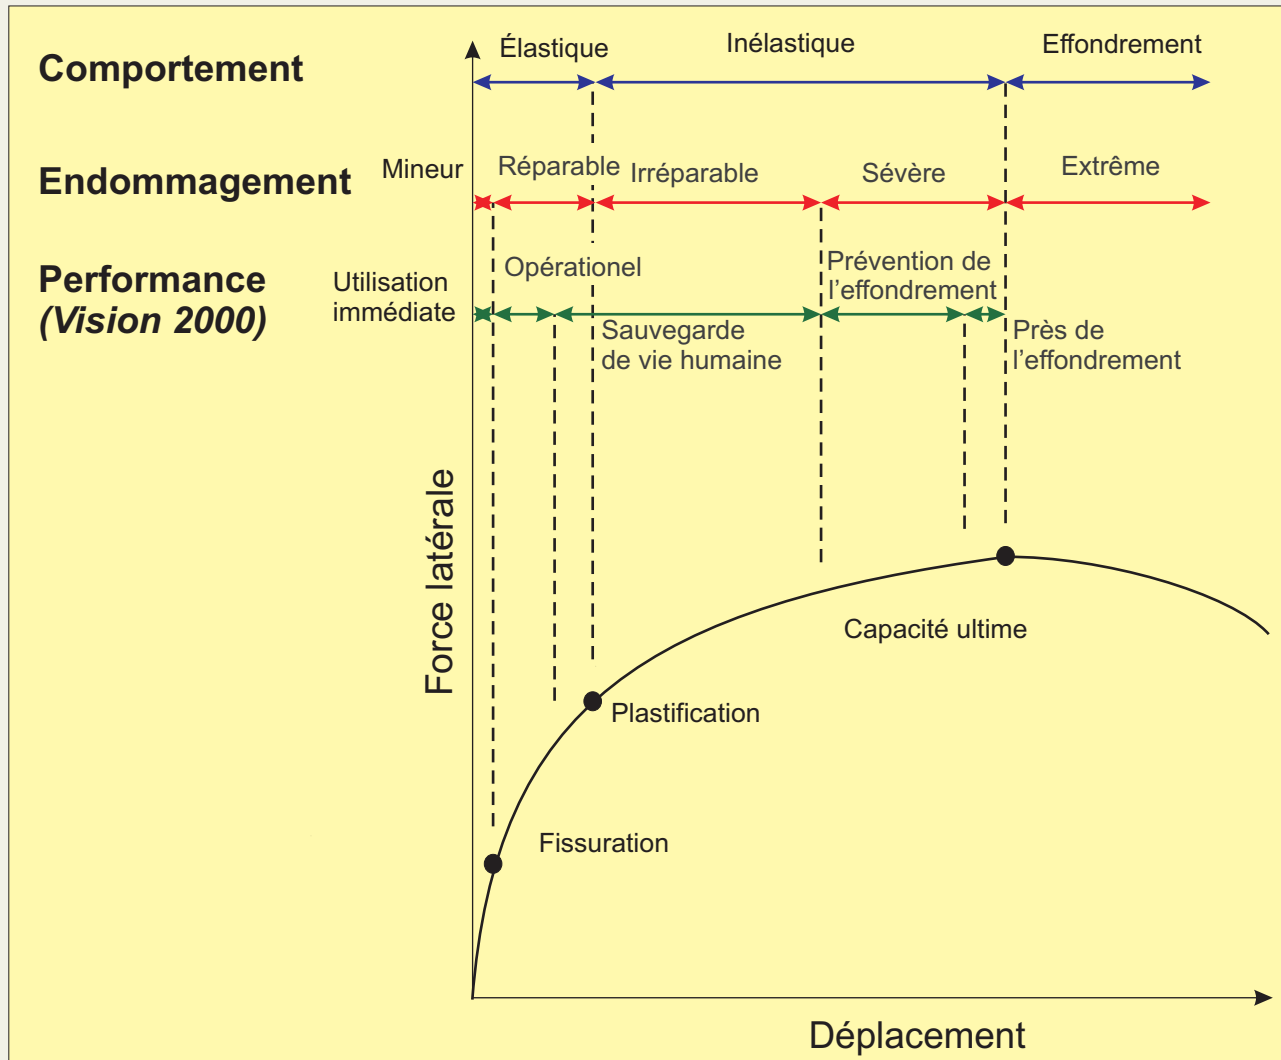 Comportement
Élastique
Inélastique
Effondrement
Endommagement
Mineur
Réparable
Irréparable
Sévère
Extrême
Performance
(Vision 2000)
Utilisation
immédiate
Opérationel
Sauvegarde
de vie humaine
Prévention de
l'effondrement
Près de
l'effondrement
Force latérale
Capacité ultime
Plastification
Fissuration
Déplacement